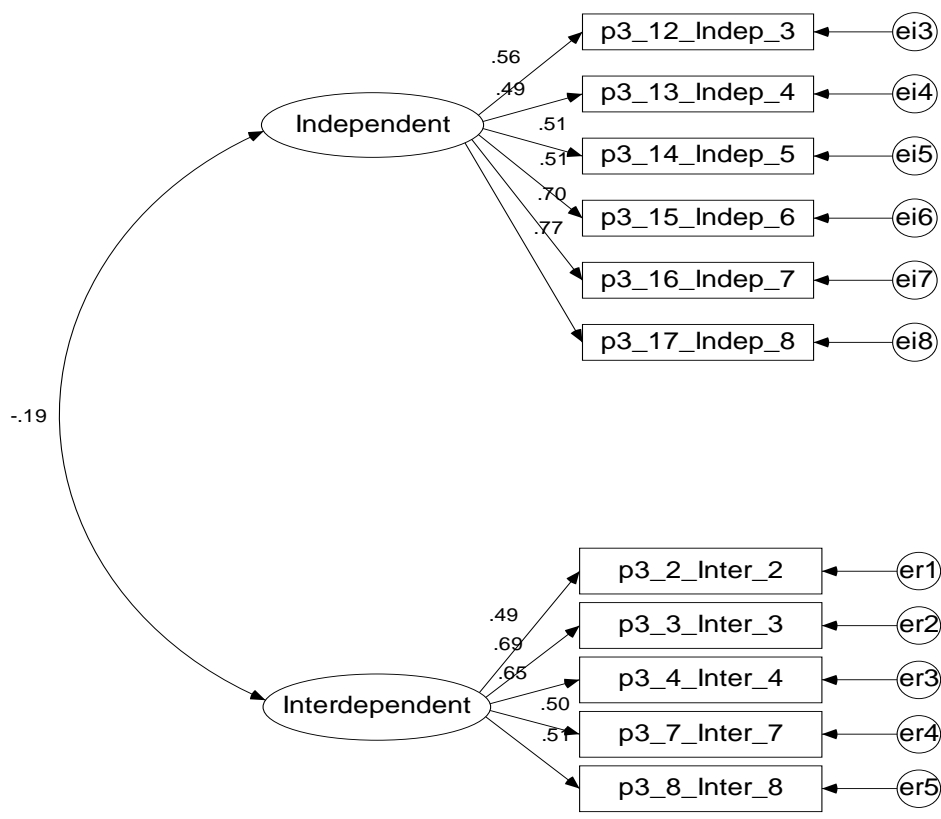 p3_12_Indep_3
ei3
.56
.49
p3_13_Indep_4
ei4
Independent
.51
p3_14_Indep_5
ei5
.51
.70
p3_15_Indep_6
ei6
.77
p3_16_Indep_7
ei7
p3_17_Indep_8
ei8
-.19
p3_2_Inter_2
er1
.49
p3_3_Inter_3
er2
.69
.65
p3_4_Inter_4
er3
Interdependent
.50
.51
p3_7_Inter_7
er4
p3_8_Inter_8
er5